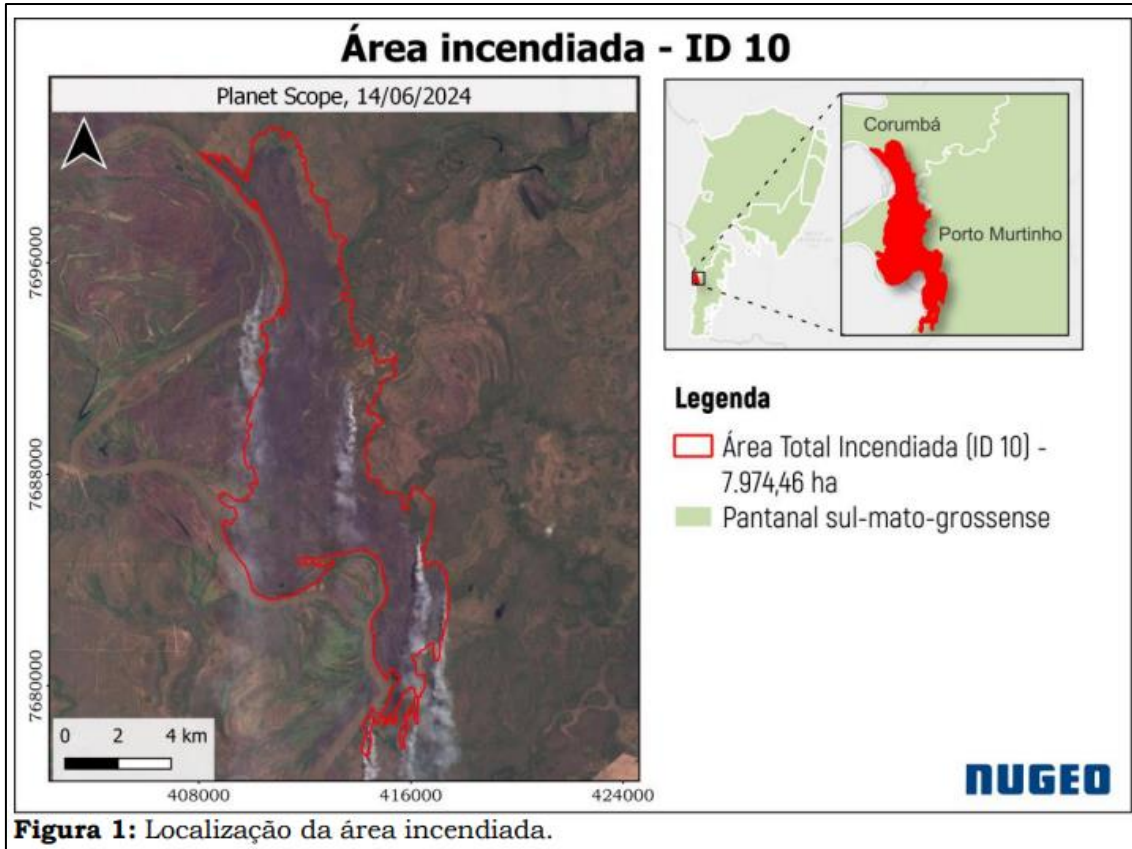 Área incendiada - ID 10
Planet Scope, 14/06/2024
7696000
7688000
7680000
0 2 4 km
408000 416000 424000
Corumbá
Porto Murtinho
Legenda
Área Total Incendiada (ID 10) -
7.974,46 ha
Pantanal sul-mato-grossense
NUGEO
Figura 1: Localização da área incendiada.